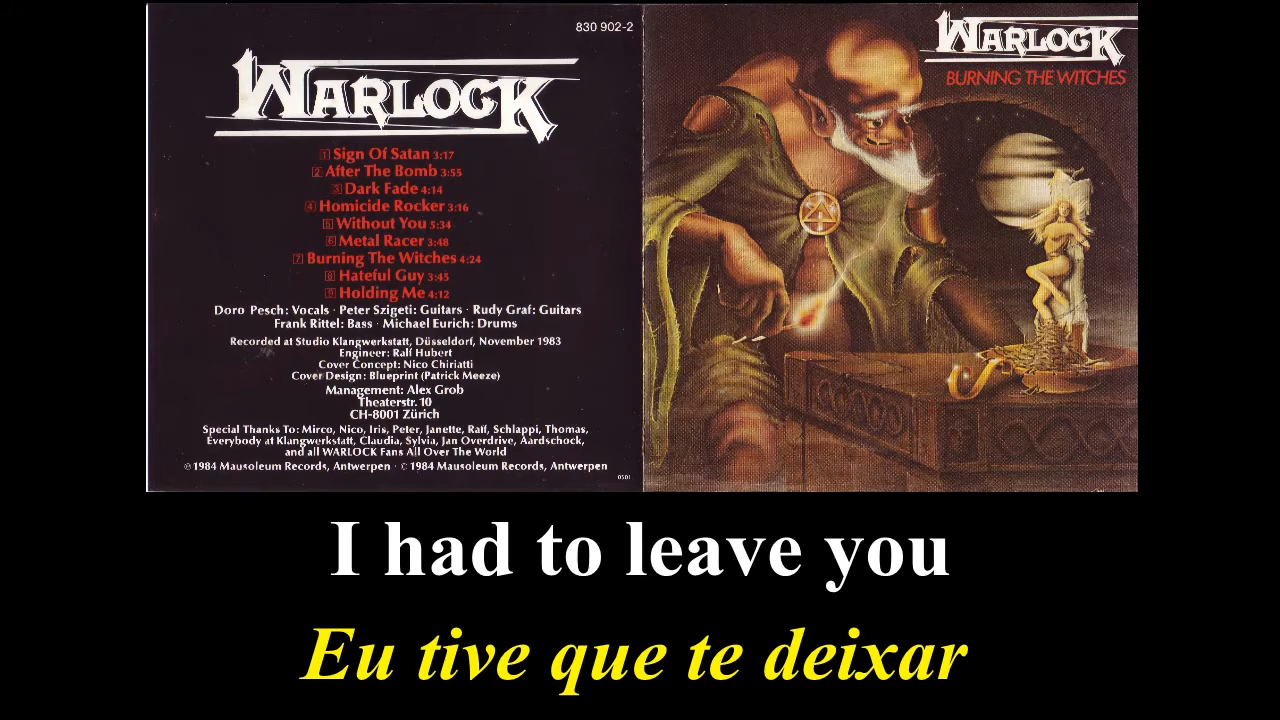 830 902-2
WARLOCK
1 Sign Of Satan 3:17
2 After The Bomb 3:55
3 Dark Fade 4:14
4 Homicide Rocker 3:16
5 Without You 5:34
6 Metal Racer 3:48
7 Burning The Witches 4:24
8 Hateful Guy 3:45
9 Holding Me 4:12
Doro Pesch: Vocals · Peter Szigeti: Guitars · Rudy Graf: Guitars
Frank Rittel: Bass · Michael Eurich: Drums
Recorded at Studio Klangwerkstatt, Düsseldorf, November 1983
Engineer: Ralf Hubert
Cover Concept: Nico Chiriatti
Cover Design: Blueprint (Patrick Meeze)
Management: Alex Grob
Theaterstr. 10
CH-8001 Zürich
Special Thanks To: Mirco, Nico, Iris, Peter, Janette, Ralf, Schlappi, Thomas,
Everybody at Klangwerkstatt, Claudia, Sylvia, Jan Overdrive, Aardschock,
and all WARLOCK Fans All Over The World
℗ 1984 Mausoleum Records, Antwerpen · © 1984 Mausoleum Records, Antwerpen
0501
WARLOCK
BURNING THE WITCHES
I had to leave you
Eu tive que te deixar